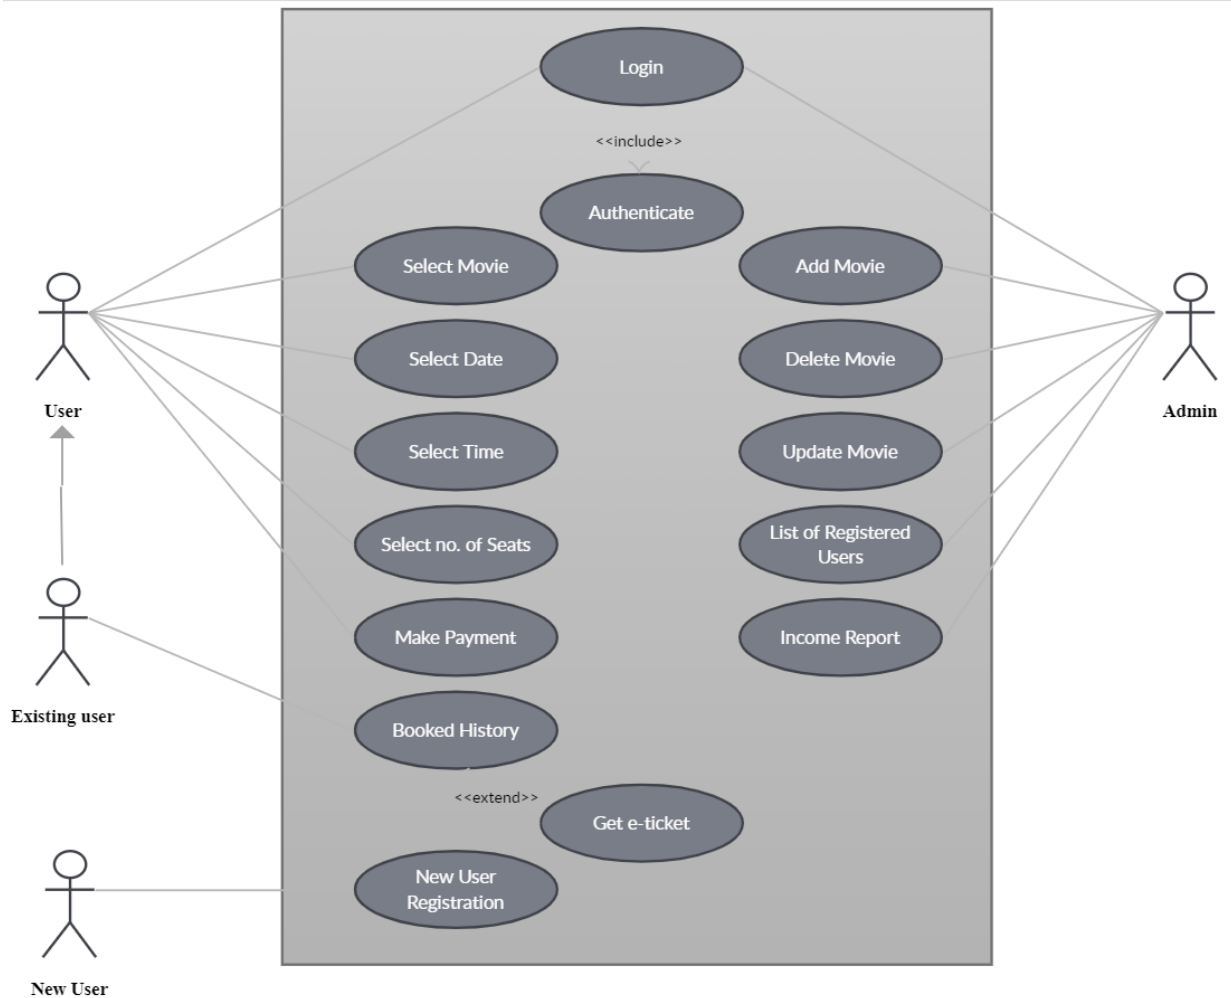 Login
<<include>>
Authenticate
Select Movie
Add Movie
Select Date
Delete Movie
User
Admin
Select Time
Update Movie
Select no. of Seats
List of Registered
Users
Make Payment
Income Report
Existing user
Booked History
<<extend>>
Get e-ticket
New User
Registration
New User